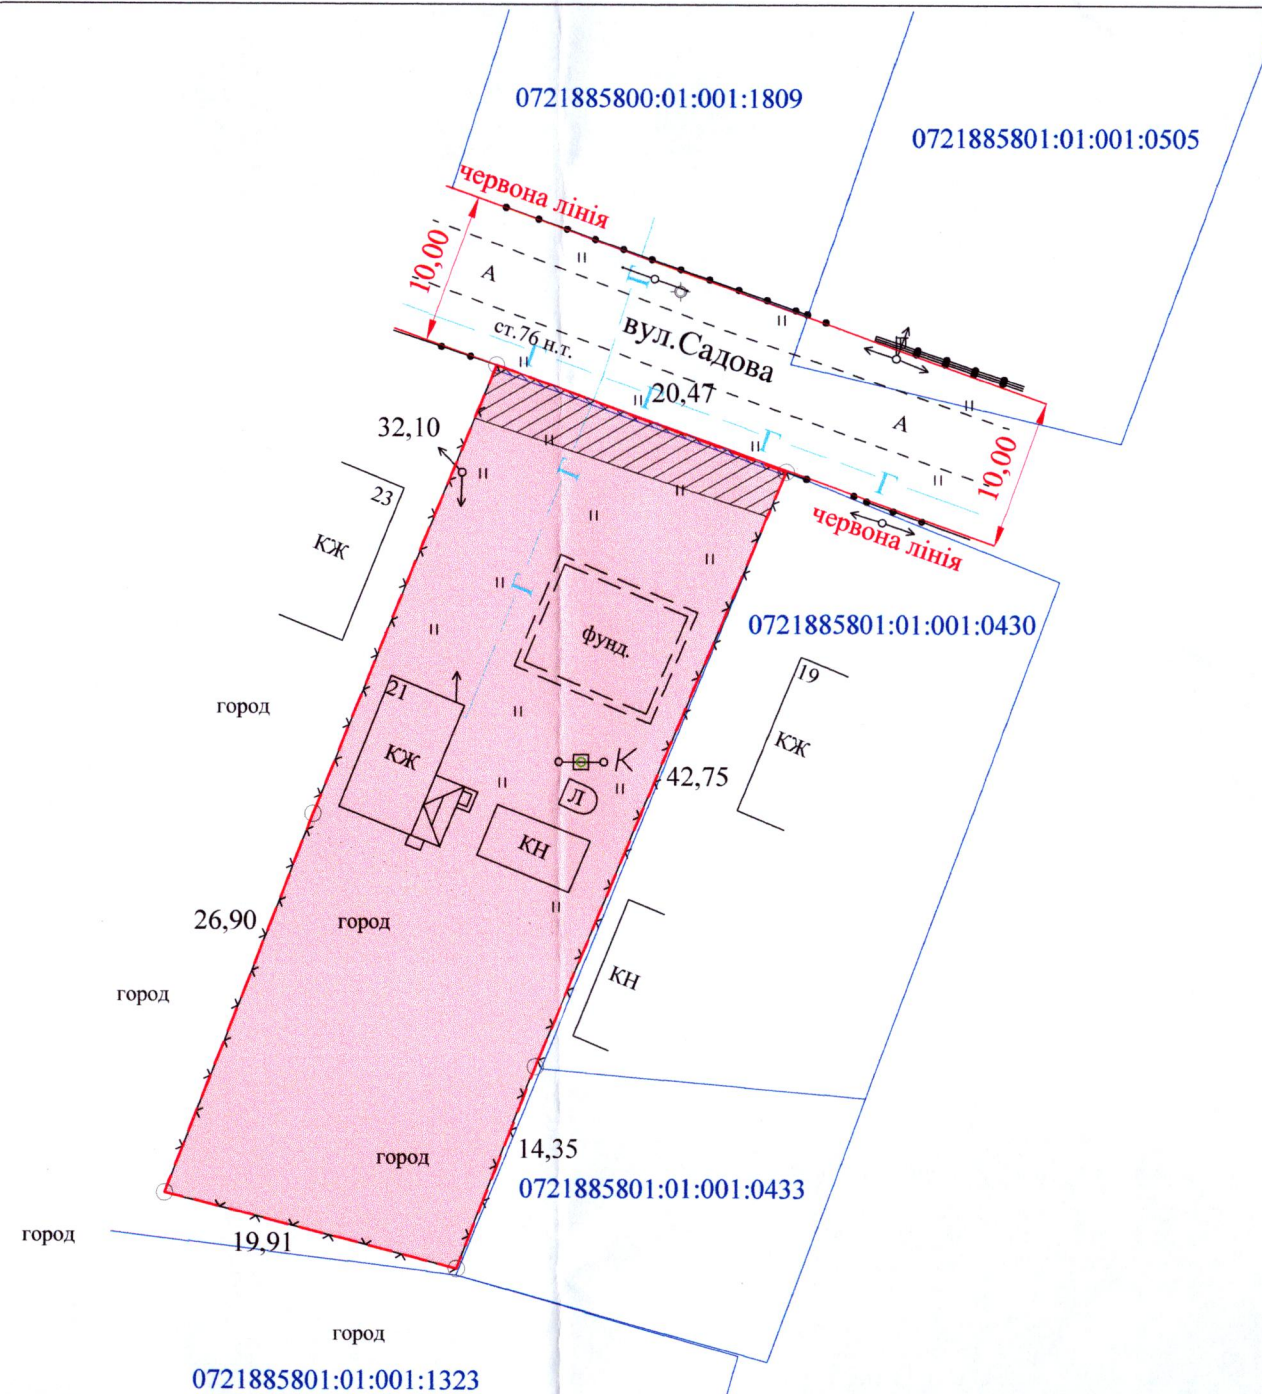 0721885800:01:001:1809
0721885801:01:001:0505
червона лінія
10,00
А
Г
ст.76 н.т.
вул.Садова
Г
20,47
Г
А
Г
Г
10,00
32,10
червона лінія
23
КЖ
Г
Г
фунд.
0721885801:01:001:0430
19
КЖ
город
21
КЖ
К
42,75
Л
КН
26,90
город
КН
город
14,35
город
0721885801:01:001:0433
город
19,91
город
0721885801:01:001:1323